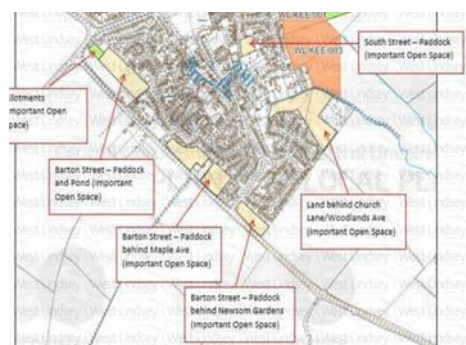 WL/KEE/001
WL/KEE/003
South Street – Paddock
(Important Open Space)
llotments
mportant Open
pace)
Barton Street – Paddock
and Pond (Important
Open Space)
Land behind Church
Lane/Woodlands Ave
(Important Open Space)
Barton Street – Paddock
behind Maple Ave
(Important Open Space)
Barton Street – Paddock
behind Newsom Gardens
(Important Open Space)